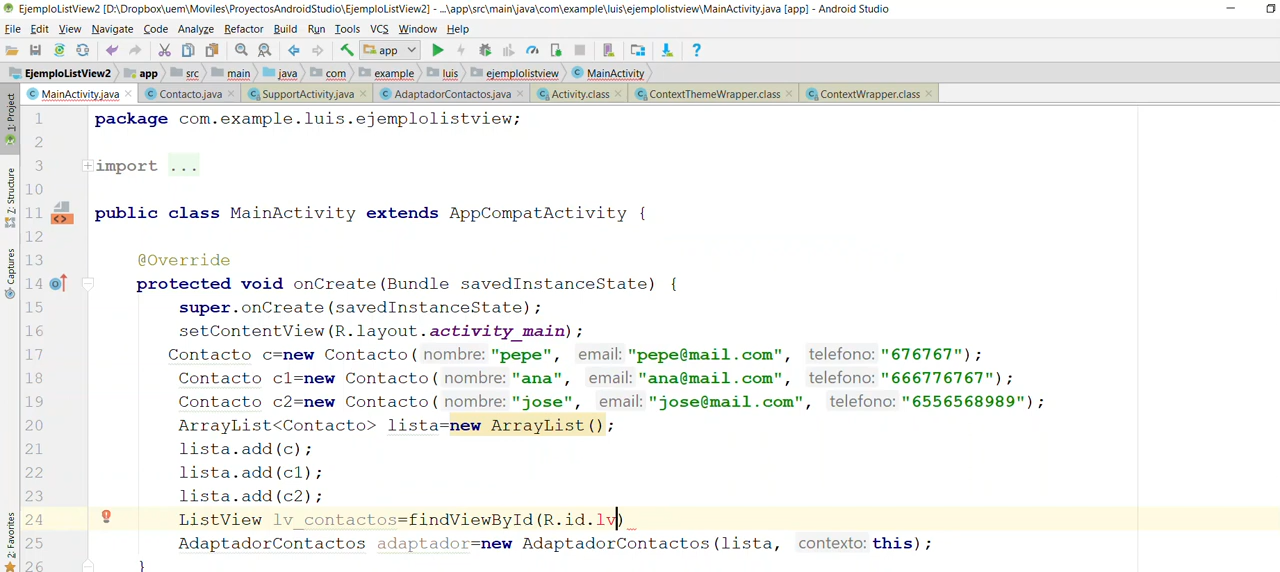 EjemploListView2 [D:\Dropbox\uem\Moviles\ProyectosAndroidStudio\EjemploListView2] - ...\app\src\main\java\com\example\luis\ejemplolistview\MainActivity.java [app] - Android Studio
File Edit View Navigate Code Analyze Refactor Build Run Tools VCS Window Help
app
EjemploListView2 app src main java com example luis ejemplolistview MainActivity
MainActivity.java Contacto.java SupportActivity.java AdaptadorContactos.java Activity.class ContextThemeWrapper.class ContextWrapper.class
1: Project
7: Structure
Captures
2: Favorites
1 package com.example.luis.ejemplolistview;
2
3 import ...
10
11 public class MainActivity extends AppCompatActivity {
12
13 @Override
14 protected void onCreate(Bundle savedInstanceState) {
15 super.onCreate(savedInstanceState);
16 setContentView(R.layout.activity_main);
17 Contacto c=new Contacto( nombre: "pepe", email: "pepe@mail.com", telefono: "676767");
18 Contacto c1=new Contacto( nombre: "ana", email: "ana@mail.com", telefono: "666776767");
19 Contacto c2=new Contacto( nombre: "jose", email: "jose@mail.com", telefono: "6556568989");
20 ArrayList<Contacto> lista=new ArrayList();
21 lista.add(c);
22 lista.add(c1);
23 lista.add(c2);
24 ListView lv_contactos=findViewById(R.id.lv)
25 AdaptadorContactos adaptador=new AdaptadorContactos(lista, contexto: this);
26 }